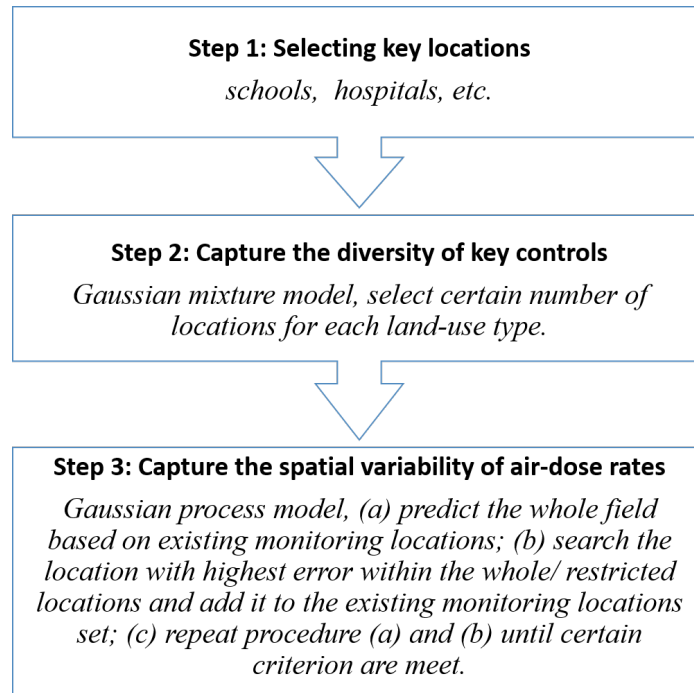 Step 1: Selecting key locations
schools, hospitals, etc.
Step 2: Capture the diversity of key controls
Gaussian mixture model, select certain number of
locations for each land-use type.
Step 3: Capture the spatial variability of air-dose rates
Gaussian process model, (a) predict the whole field
based on existing monitoring locations; (b) search the
location with highest error within the whole/ restricted
locations and add it to the existing monitoring locations
set; (c) repeat procedure (a) and (b) until certain
criterion are meet.